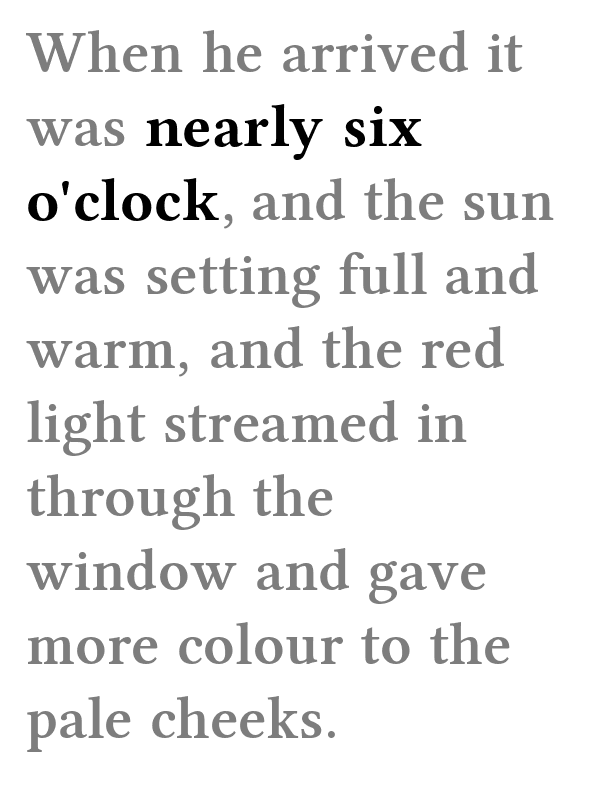 When he arrived it
was nearly six
o'clock, and the sun
was setting full and
warm, and the red
light streamed in
through the
window and gave
more colour to the
pale cheeks.